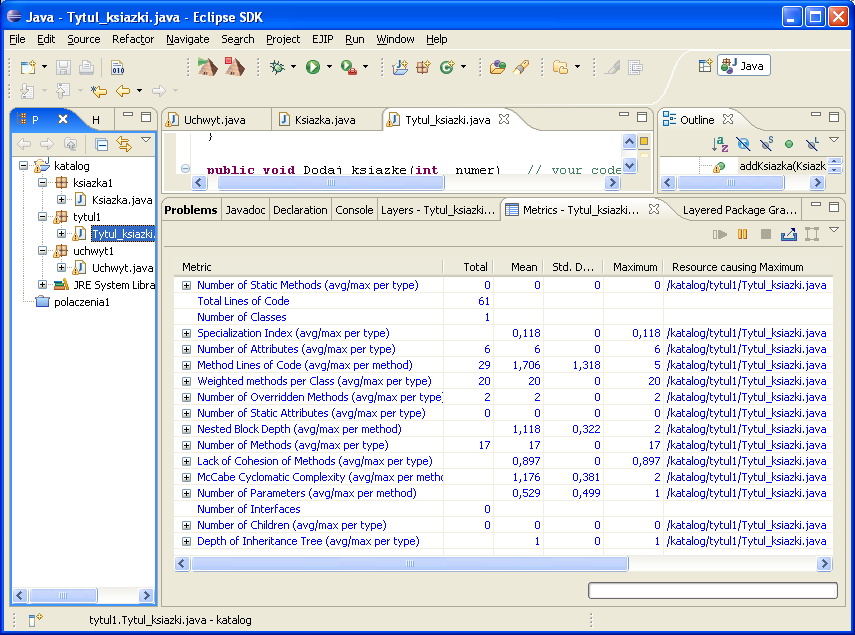 Java - Tytul_ksiazki.java - Eclipse SDK
File Edit Source Refactor Navigate Search Project EJIP Run Window Help
Java
P H
Uchwyt.java Ksiazka.java Tytul_ksiazki.java
Outline
}
public void Dodaj_ksiazke(int numer) // your code
addKsiazka(Ksiazk
katalog
ksiazka1
Ksiazka.java
tytul1
Tytul_ksiazki.
uchwyt1
Uchwyt.java
JRE System Libra
polaczenia1
Problems Javadoc Declaration Console Layers - Tytul_ksiazki... Metrics - Tytul_ksiazki... Layered Package Gra...
Metric Total Mean Std. D... Maximum Resource causing Maximum
Number of Static Methods (avg/max per type) 0 0 0 0 /katalog/tytul1/Tytul_ksiazki.java
Total Lines of Code 61
Number of Classes 1
Specialization Index (avg/max per type) 0,118 0 0,118 /katalog/tytul1/Tytul_ksiazki.java
Number of Attributes (avg/max per type) 6 6 0 6 /katalog/tytul1/Tytul_ksiazki.java
Method Lines of Code (avg/max per method) 29 1,706 1,318 5 /katalog/tytul1/Tytul_ksiazki.java
Weighted methods per Class (avg/max per type) 20 20 0 20 /katalog/tytul1/Tytul_ksiazki.java
Number of Overridden Methods (avg/max per type) 2 2 0 2 /katalog/tytul1/Tytul_ksiazki.java
Number of Static Attributes (avg/max per type) 0 0 0 0 /katalog/tytul1/Tytul_ksiazki.java
Nested Block Depth (avg/max per method) 1,118 0,322 2 /katalog/tytul1/Tytul_ksiazki.java
Number of Methods (avg/max per type) 17 17 0 17 /katalog/tytul1/Tytul_ksiazki.java
Lack of Cohesion of Methods (avg/max per type) 0,897 0 0,897 /katalog/tytul1/Tytul_ksiazki.java
McCabe Cyclomatic Complexity (avg/max per metho 1,176 0,381 2 /katalog/tytul1/Tytul_ksiazki.java
Number of Parameters (avg/max per method) 0,529 0,499 1 /katalog/tytul1/Tytul_ksiazki.java
Number of Interfaces 0
Number of Children (avg/max per type) 0 0 0 0 /katalog/tytul1/Tytul_ksiazki.java
Depth of Inheritance Tree (avg/max per type) 1 0 1 /katalog/tytul1/Tytul_ksiazki.java
tytul1.Tytul_ksiazki.java - katalog